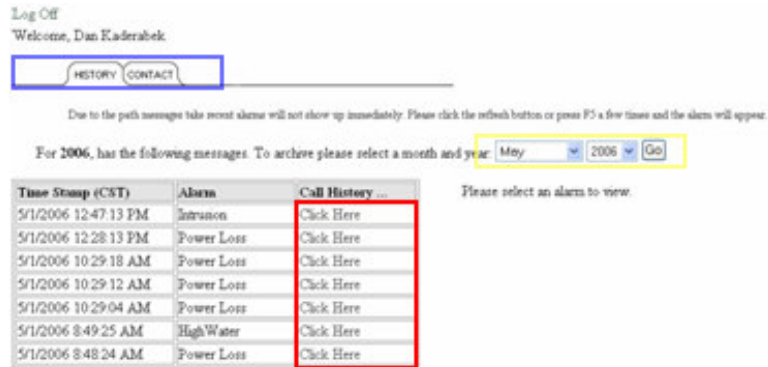 Log Off
Welcome, Dan Kaderabek
HISTORY CONTACT
Due to the path messages take recent alarms will not show up immediately. Please click the refresh button or press F5 a few times and the alarm will appear.
For 2006, has the following messages. To archive please select a month and year: May 2006 Go
Time Stamp (CST) Alarm Call History ... Please select an alarm to view.
5/1/2006 12:47:13 PM Intrusion Click Here
5/1/2006 12:28:13 PM Power Loss Click Here
5/1/2006 10:29:18 AM Power Loss Click Here
5/1/2006 10:29:12 AM Power Loss Click Here
5/1/2006 10:29:04 AM Power Loss Click Here
5/1/2006 8:49:25 AM High Water Click Here
5/1/2006 8:48:24 AM Power Loss Click Here